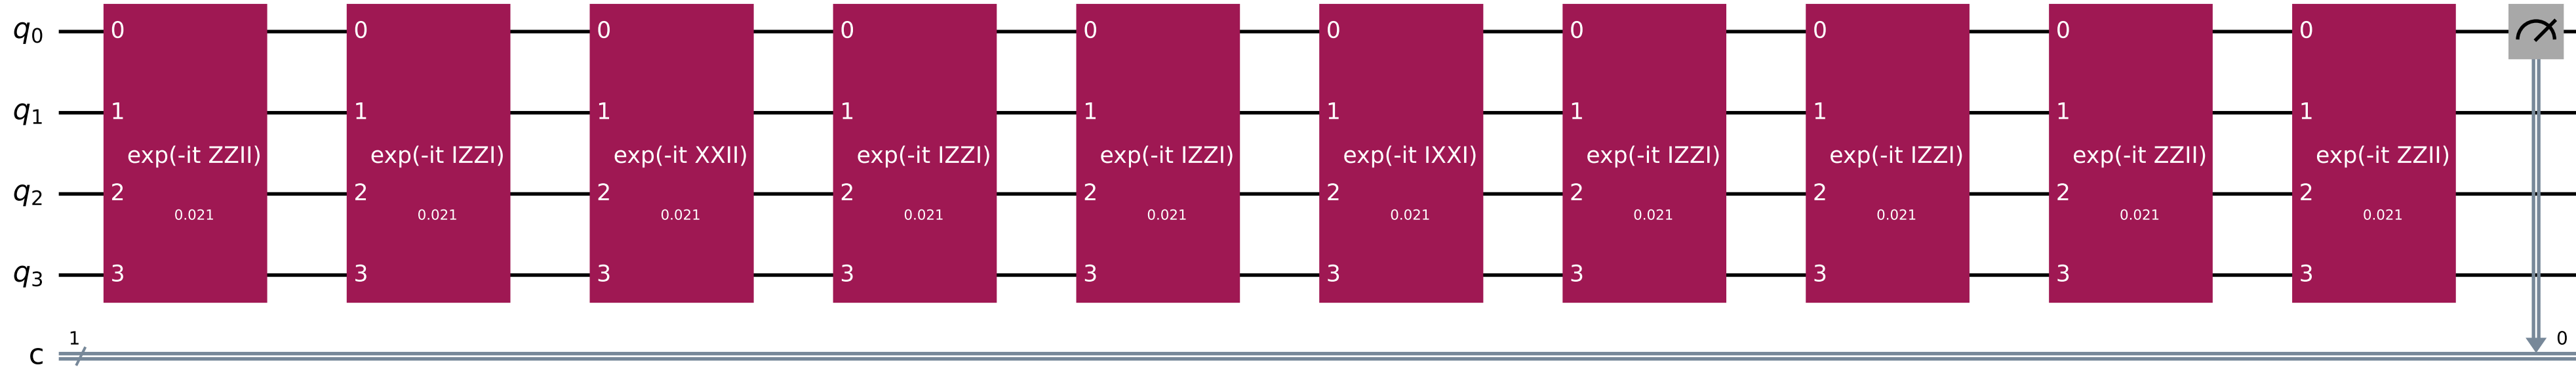 q0 0 0 0 0 0 0 0 0 0 0
q1 1 1 1 1 1 1 1 1 1 1
exp(-it ZZII) exp(-it IZZI) exp(-it XXII) exp(-it IZZI) exp(-it IZZI) exp(-it IXXI) exp(-it IZZI) exp(-it IZZI) exp(-it ZZII) exp(-it ZZII)
q2 2 2 2 2 2 2 2 2 2 2
0.021 0.021 0.021 0.021 0.021 0.021 0.021 0.021 0.021 0.021
q3 3 3 3 3 3 3 3 3 3 3
1 0
c